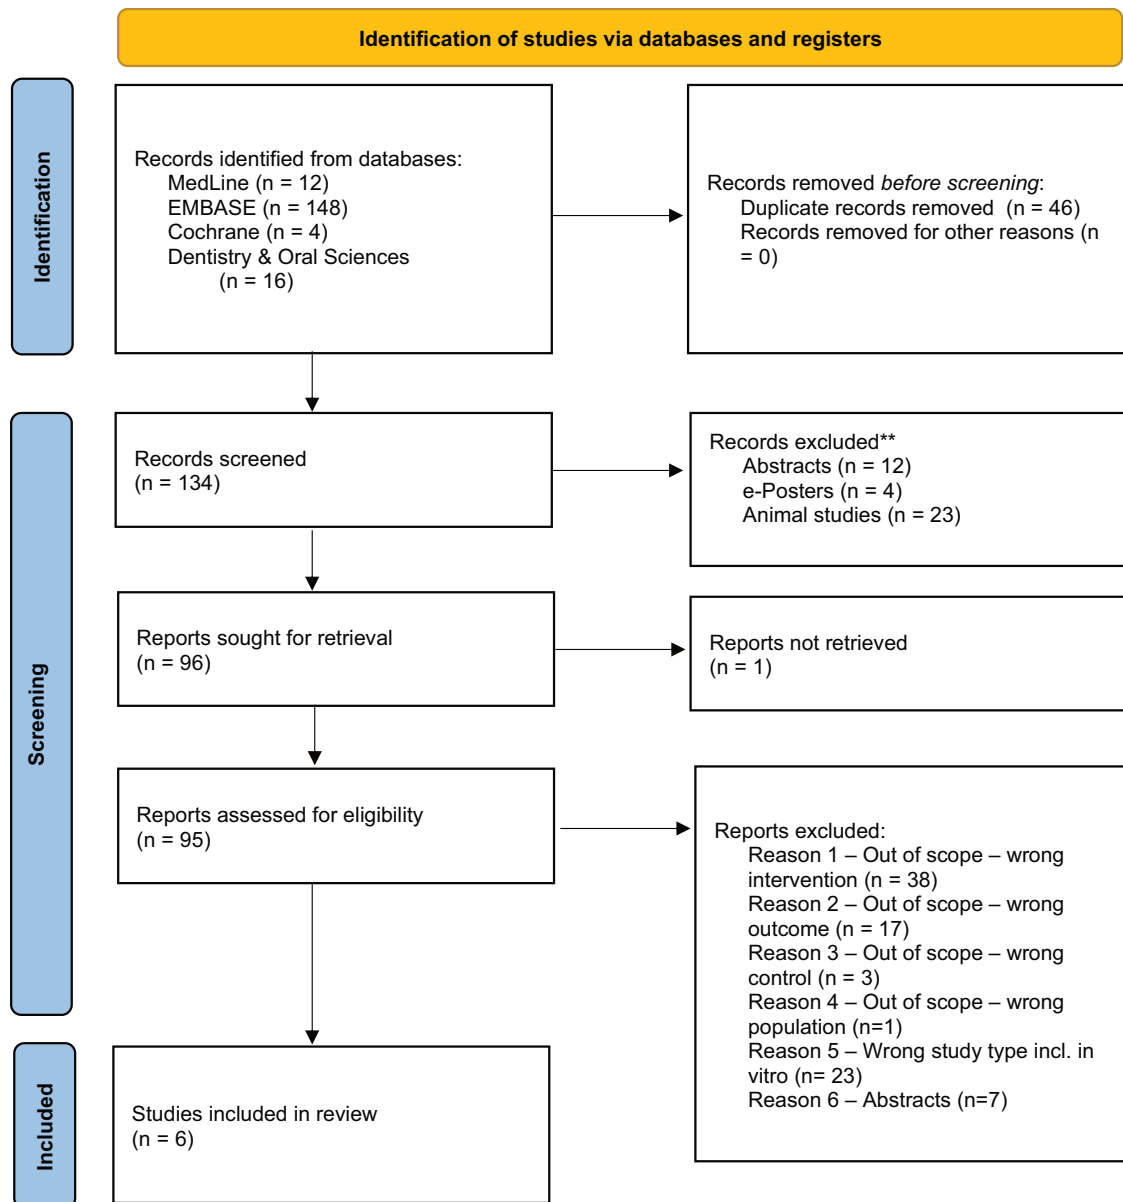 Identification of studies via databases and registers
Identification
Records identified from databases:
MedLine (n = 12)
EMBASE (n = 148)
Cochrane (n = 4)
Dentistry & Oral Sciences
(n = 16)
Records removed before screening:
Duplicate records removed (n = 46)
Records removed for other reasons (n
= 0)
Screening
Records screened
(n = 134)
Records excluded**
Abstracts (n = 12)
e-Posters (n = 4)
Animal studies (n = 23)
Reports sought for retrieval
(n = 96)
Reports not retrieved
(n = 1)
Reports assessed for eligibility
(n = 95)
Reports excluded:
Reason 1 – Out of scope – wrong
intervention (n = 38)
Reason 2 – Out of scope – wrong
outcome (n = 17)
Reason 3 – Out of scope – wrong
control (n = 3)
Reason 4 – Out of scope – wrong
population (n=1)
Reason 5 – Wrong study type incl. in
vitro (n= 23)
Reason 6 – Abstracts (n=7)
Included
Studies included in review
(n = 6)